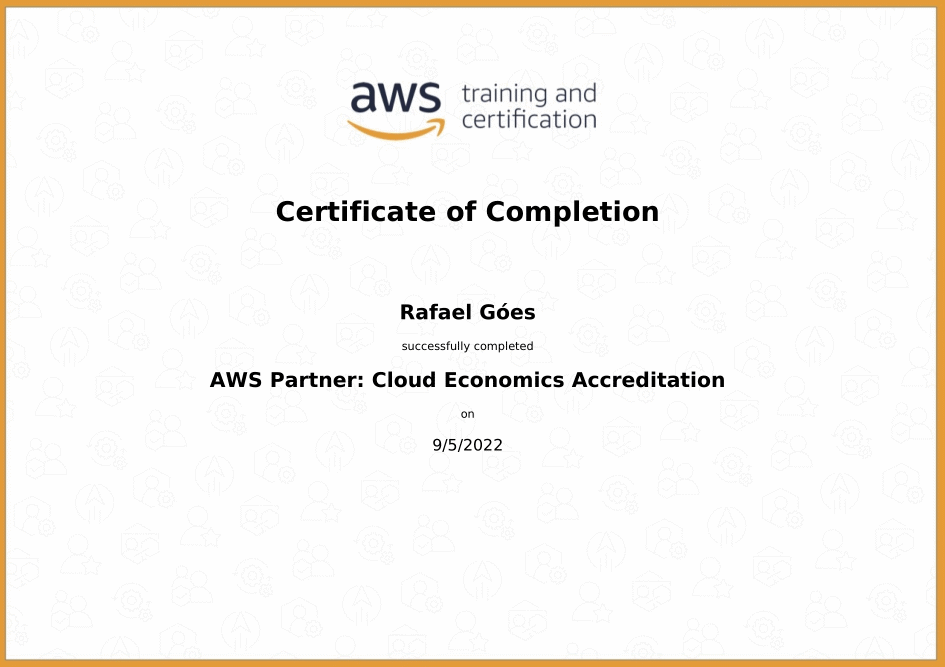 aws training and
certification
Certificate of Completion
Rafael Góes
successfully completed
AWS Partner: Cloud Economics Accreditation
on
9/5/2022